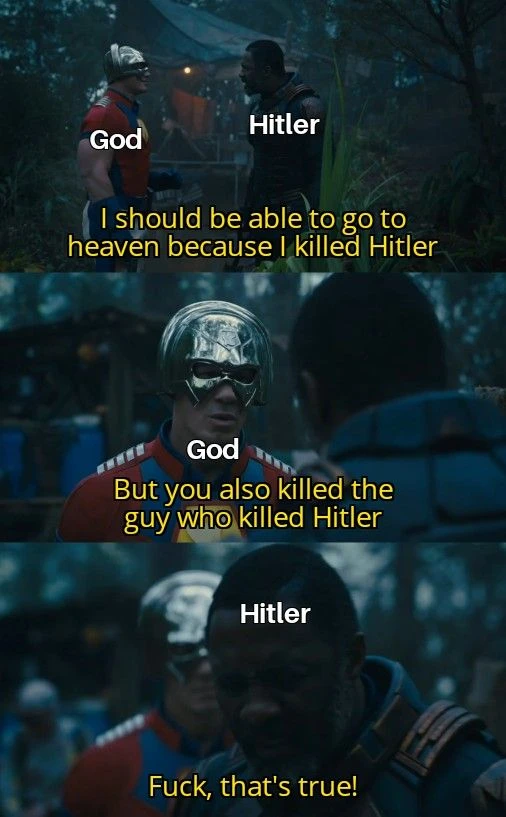 God
Hitler
I should be able to go to
heaven because I killed Hitler
God
But you also killed the
guy who killed Hitler
Hitler
Fuck, that's true!